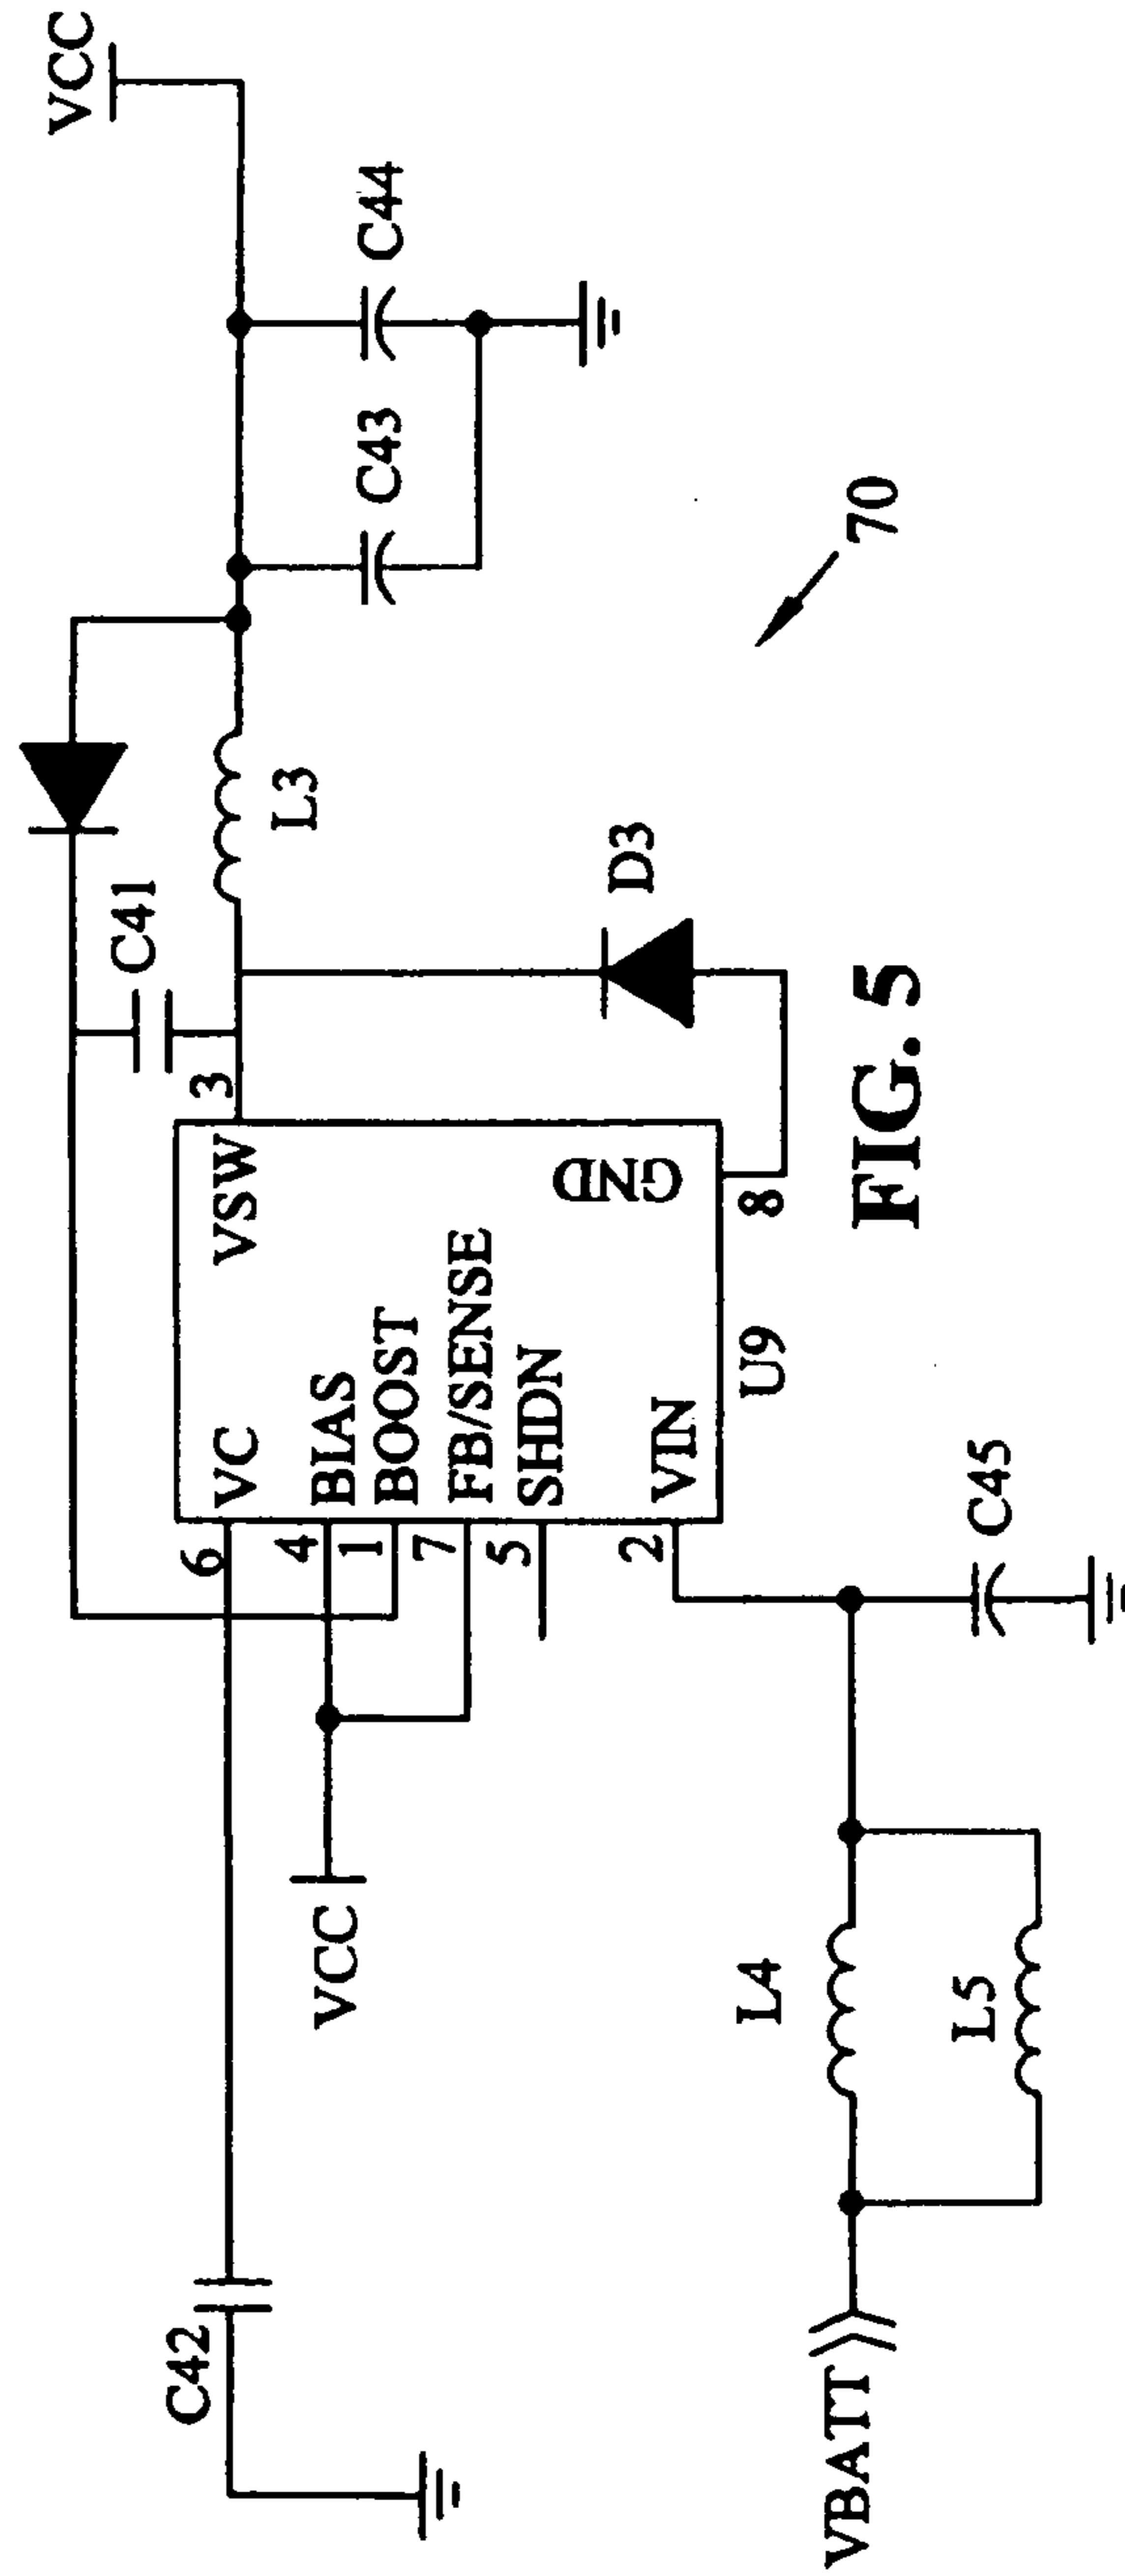 VCC
C44
C43
70
L3
C41
D3
3
VSW
GND
8
VC
BIAS
BOOST
FB/SENSE
SHDN
VIN
U9
6
4
1
7
5
2
C45
VCC
L4
L5
C42
VBATT
FIG. 5